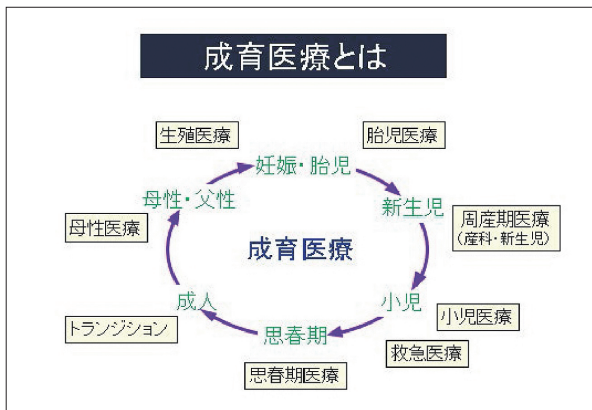 成育医療とは
生殖医療
胎児医療
妊娠・胎児
母性・父性
新生児
母性医療
周産期医療
(産科・新生児)
成育医療
成人
小児
トランジション
小児医療
思春期
救急医療
思春期医療